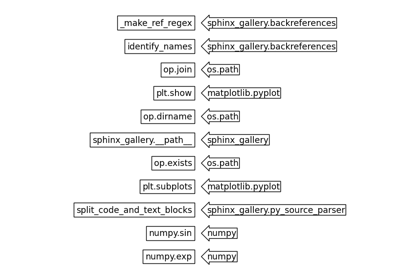 _make_ref_regex sphinx_gallery.backreferences
identify_names sphinx_gallery.backreferences
op.join os.path
plt.show matplotlib.pyplot
op.dirname os.path
sphinx_gallery.__path__ sphinx_gallery
op.exists os.path
plt.subplots matplotlib.pyplot
split_code_and_text_blocks sphinx_gallery.py_source_parser
numpy.sin numpy
numpy.exp numpy